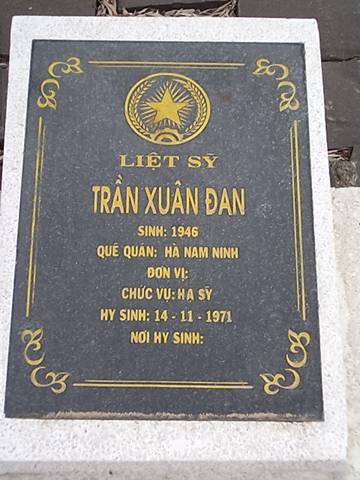 LIỆT SỸ
TRẦN XUÂN ĐAN
SINH: 1946
QUÊ QUÁN: HÀ NAM NINH
ĐƠN VỊ:
CHỨC VỤ: HẠ SỸ
HY SINH: 14 - 11 - 1971
NƠI HY SINH: